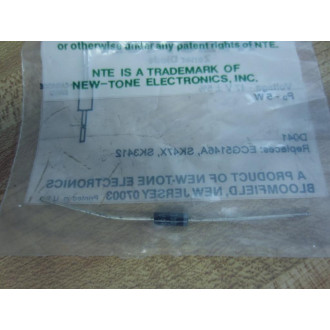 or otherwise under any patent rights of NTE.
NTE IS A TRADEMARK OF
NEW-TONE ELECTRONICS, INC.
5W
D041
Replaces: ECG5146A, SK47X, SK3412
A PRODUCT OF NEW-TONE ELECTRONICS
BLOOMFIELD, NEW JERSEY 07003